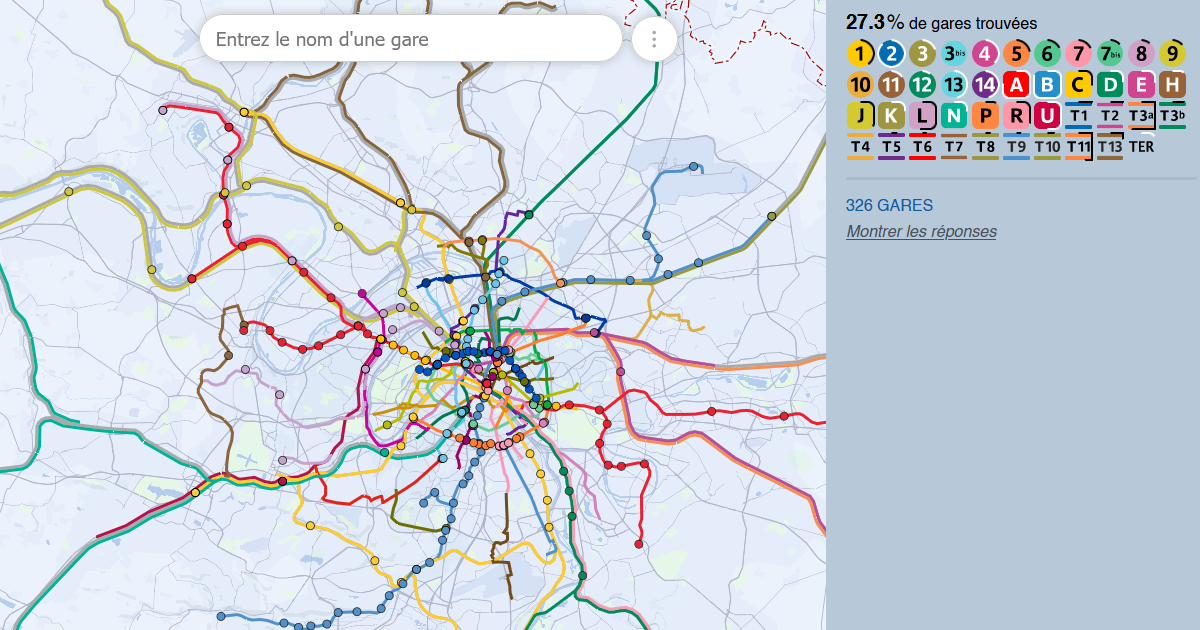 Entrez le nom d'une gare
27.3% de gares trouvées
1 2 3 3bis 4 5 6 7 7bis 8 9
10 11 12 13 14 A B C D E H
J K L N P R U T1 T2 T3a T3b
T4 T5 T6 T7 T8 T9 T10 T11 T13 TER
326 GARES
Montrer les réponses